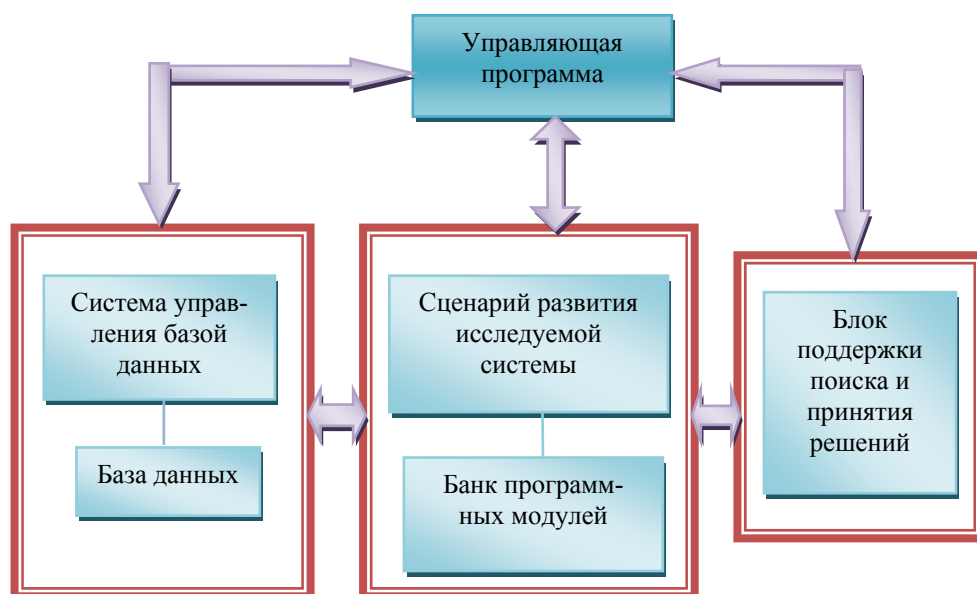 Управляющая
программа
Система управ-
ления базой
данных
База данных
Сценарий развития
исследуемой
системы
Банк программ-
ных модулей
Блок
поддержки
поиска и
принятия
решений